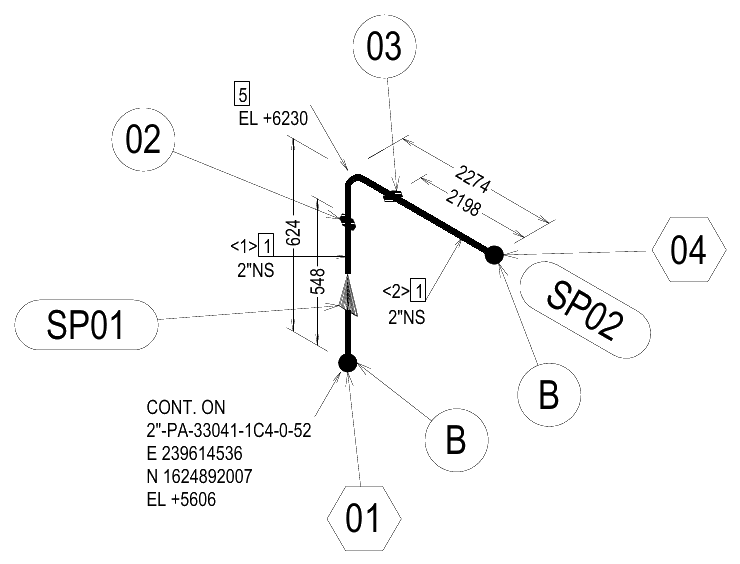 03
5
EL +6230
02
2274
2198
624
<1> 1
2"NS
548
04
<2> 1
2"NS
SP01
SP02
B
CONT. ON
2"-PA-33041-1C4-0-52
E 239614536
N 1624892007
EL +5606
B
01